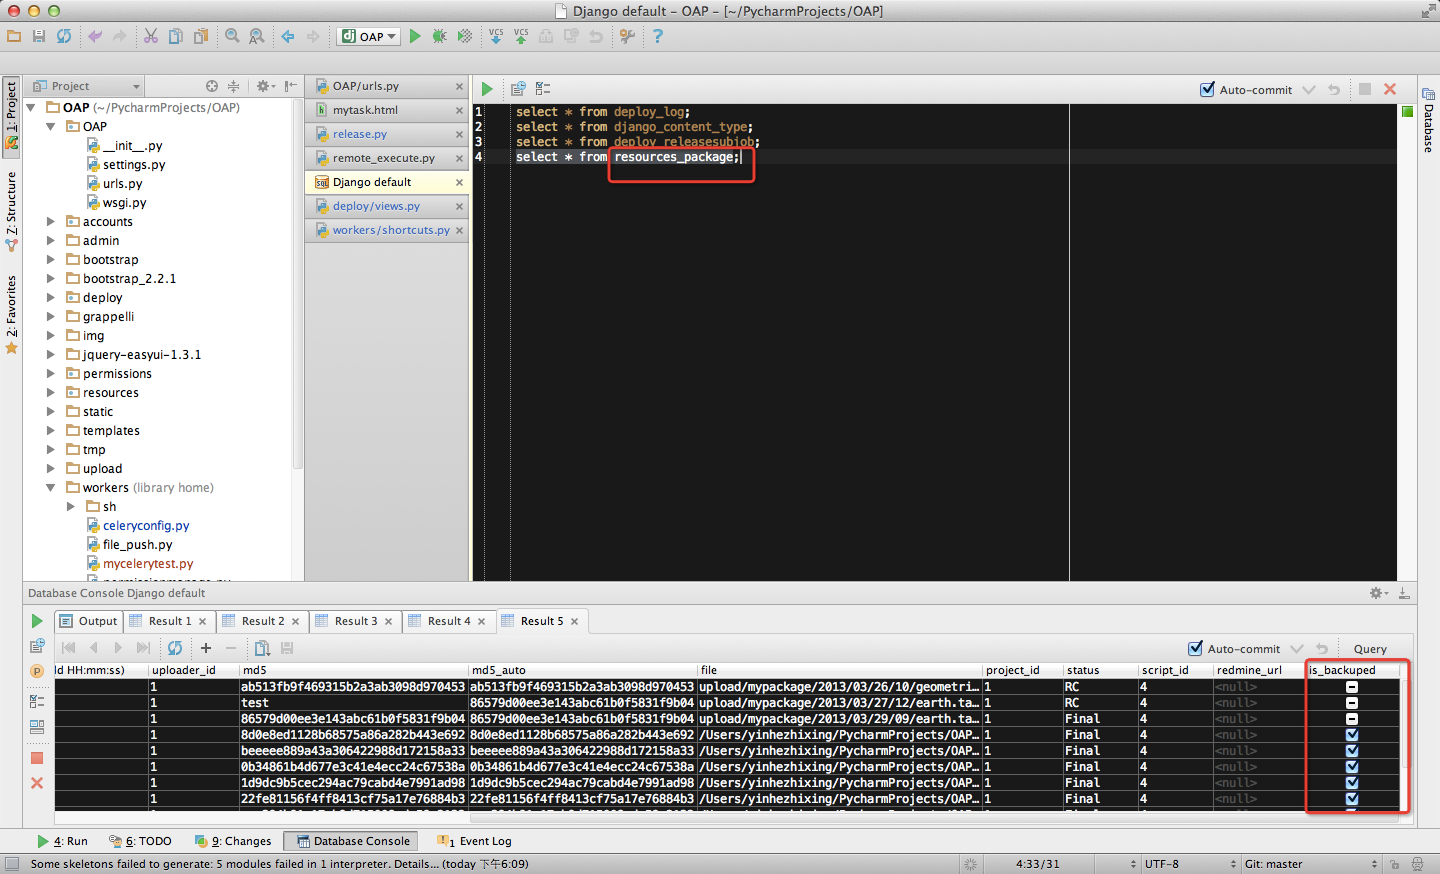 Django default - OAP - [~/PycharmProjects/OAP]
OAP
VCS VCS
Project
OAP (~/PycharmProjects/OAP)
OAP
__init__.py
settings.py
urls.py
wsgi.py
accounts
admin
bootstrap
bootstrap_2.2.1
deploy
grappelli
img
jquery-easyui-1.3.1
permissions
resources
static
templates
tmp
upload
workers (library home)
sh
celeryconfig.py
file_push.py
mycelerytest.py
1: Project
7: Structure
2: Favorites
OAP/urls.py
mytask.html
release.py
remote_execute.py
Django default
deploy/views.py
workers/shortcuts.py
Auto-commit
1 select * from deploy_log;
2 select * from django_content_type;
3 select * from deploy_releasesubjob;
4 select * from resources_package;
Database
Database Console Django default
Output Result 1 Result 2 Result 3 Result 4 Result 5
Auto-commit Query
dd HH:mm:ss) uploader_id md5 md5_auto file project_id status script_id redmine_url is_backuped
1 ab513fb9f469315b2a3ab3098d970453 ab513fb9f469315b2a3ab3098d970453 upload/mypackage/2013/03/26/10/geometri... 1 RC 4 <null>
1 test 86579d00ee3e143abc61b0f5831f9b04 upload/mypackage/2013/03/27/12/earth.ta... 1 RC 4 <null>
1 86579d00ee3e143abc61b0f5831f9b04 86579d00ee3e143abc61b0f5831f9b04 upload/mypackage/2013/03/29/09/earth.ta... 1 Final 4 <null>
1 8d0e8ed1128b68575a86bc35443e692 8d0e8ed1128b68575a86bc35443e692 /Users/yinhezhixing/PycharmProjects/OAP... 1 Final 4 <null>
1 beeeee889a43a306422988d172158a33 beeeee889a43a306422988d172158a33 /Users/yinhezhixing/PycharmProjects/OAP... 1 Final 4 <null>
1 0b34861b4d677e3c41e4ecc24c67538a 0b34861b4d677e3c41e4ecc24c67538a /Users/yinhezhixing/PycharmProjects/OAP... 1 Final 4 <null>
1 1d9dc9b5cec294ac79cabd4e7991ad98 1d9dc9b5cec294ac79cabd4e7991ad98 /Users/yinhezhixing/PycharmProjects/OAP... 1 Final 4 <null>
1 22fe81156f4ff8413cf75a17e76884b3 22fe81156f4ff8413cf75a17e76884b3 /Users/yinhezhixing/PycharmProjects/OAP... 1 Final 4 <null>
4: Run 6: TODO 9: Changes Database Console 1 Event Log
Some skeletons failed to generate: 5 modules failed in 1 interpreter. Details... (today 下午6:09) 4:33/31 UTF-8 Git: master